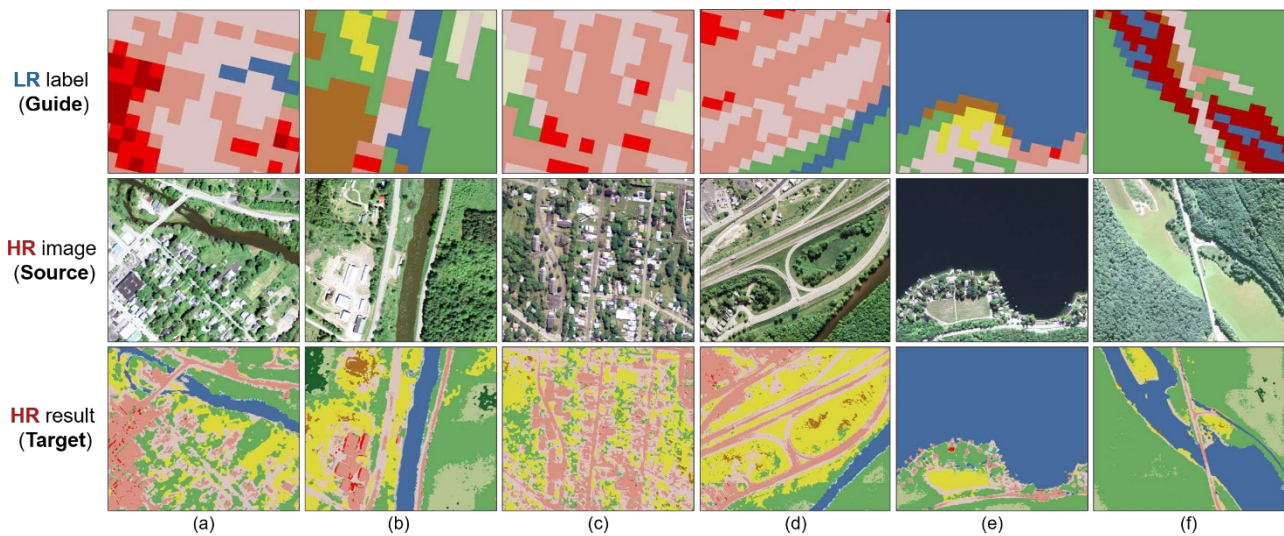 LR label
(Guide)
HR image
(Source)
HR result
(Target)
(a) (b) (c) (d) (e) (f)